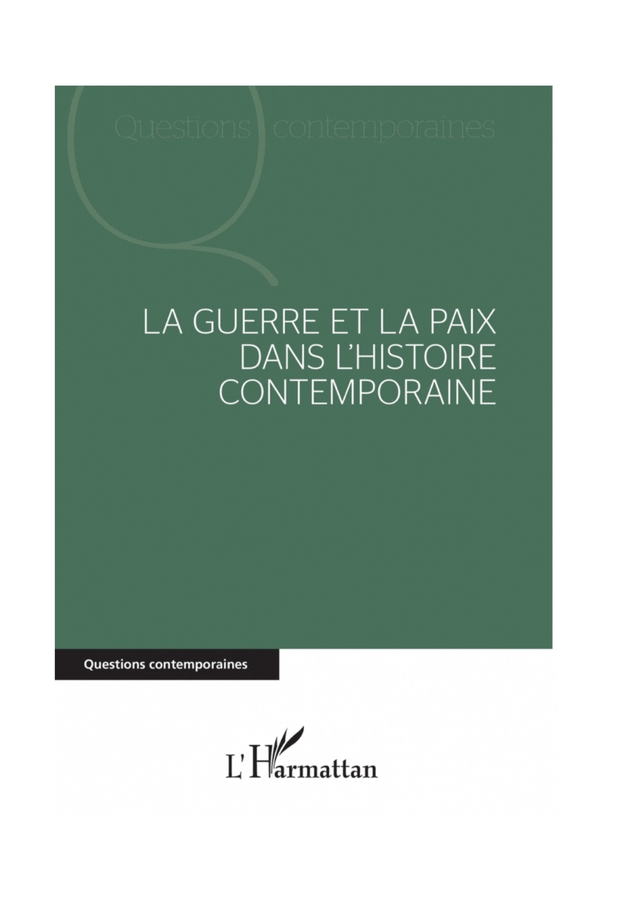 Questions contemporaines
LA GUERRE ET LA PAIX
DANS L'HISTOIRE
CONTEMPORAINE
Questions contemporaines
L'Harmattan